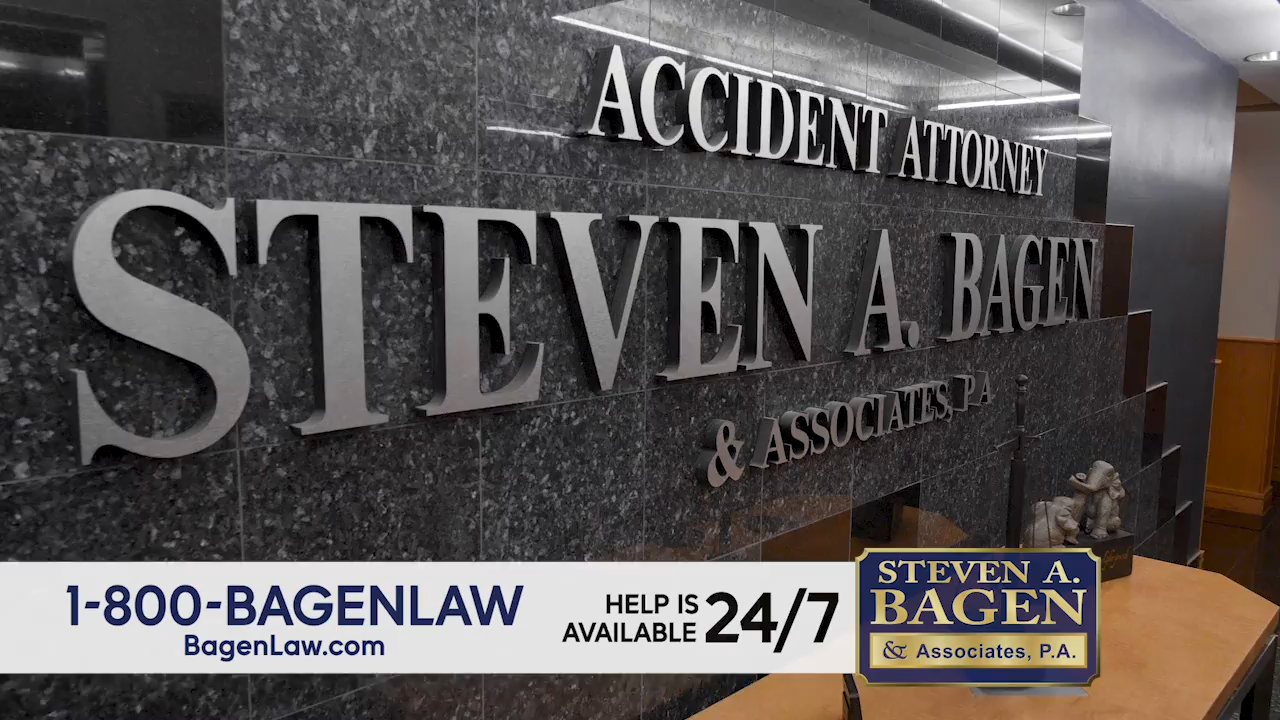 ACCIDENT ATTORNEY
STEVEN A. BAGEN
& ASSOCIATES, P.A
1-800-BAGENLAW
BagenLaw.com
HELP IS
AVAILABLE
24/7
STEVEN A.
BAGEN
& Associates, P.A.